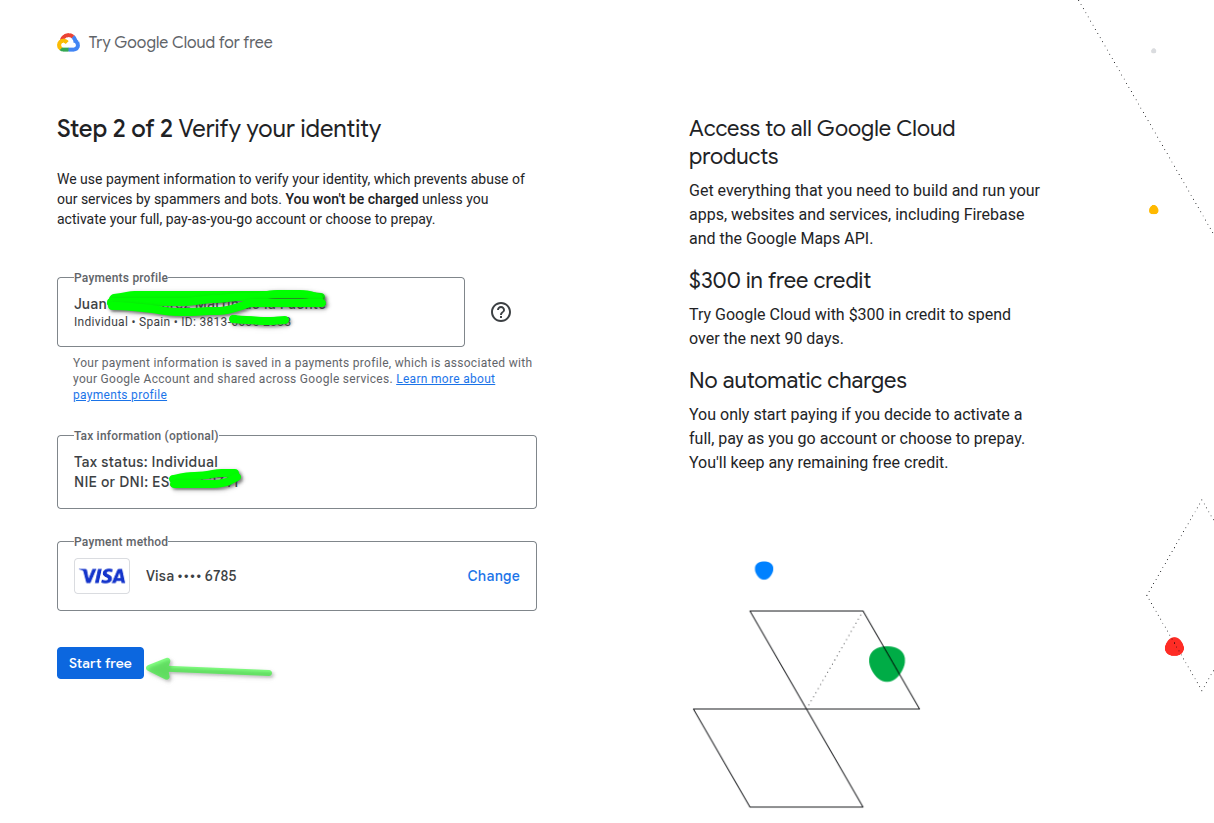 Try Google Cloud for free
Step 2 of 2 Verify your identity
We use payment information to verify your identity, which prevents abuse of
our services by spammers and bots. You won't be charged unless you
activate your full, pay-as-you-go account or choose to prepay.
Payments profile
Juan
Individual • Spain • ID: 3813-
Your payment information is saved in a payments profile, which is associated with
your Google Account and shared across Google services. Learn more about
payments profile
Tax information (optional)
Tax status: Individual
NIE or DNI: ES
Payment method
VISA
Visa •••• 6785
Change
Start free
Access to all Google Cloud
products
Get everything that you need to build and run your
apps, websites and services, including Firebase
and the Google Maps API.
$300 in free credit
Try Google Cloud with $300 in credit to spend
over the next 90 days.
No automatic charges
You only start paying if you decide to activate a
full, pay as you go account or choose to prepay.
You'll keep any remaining free credit.